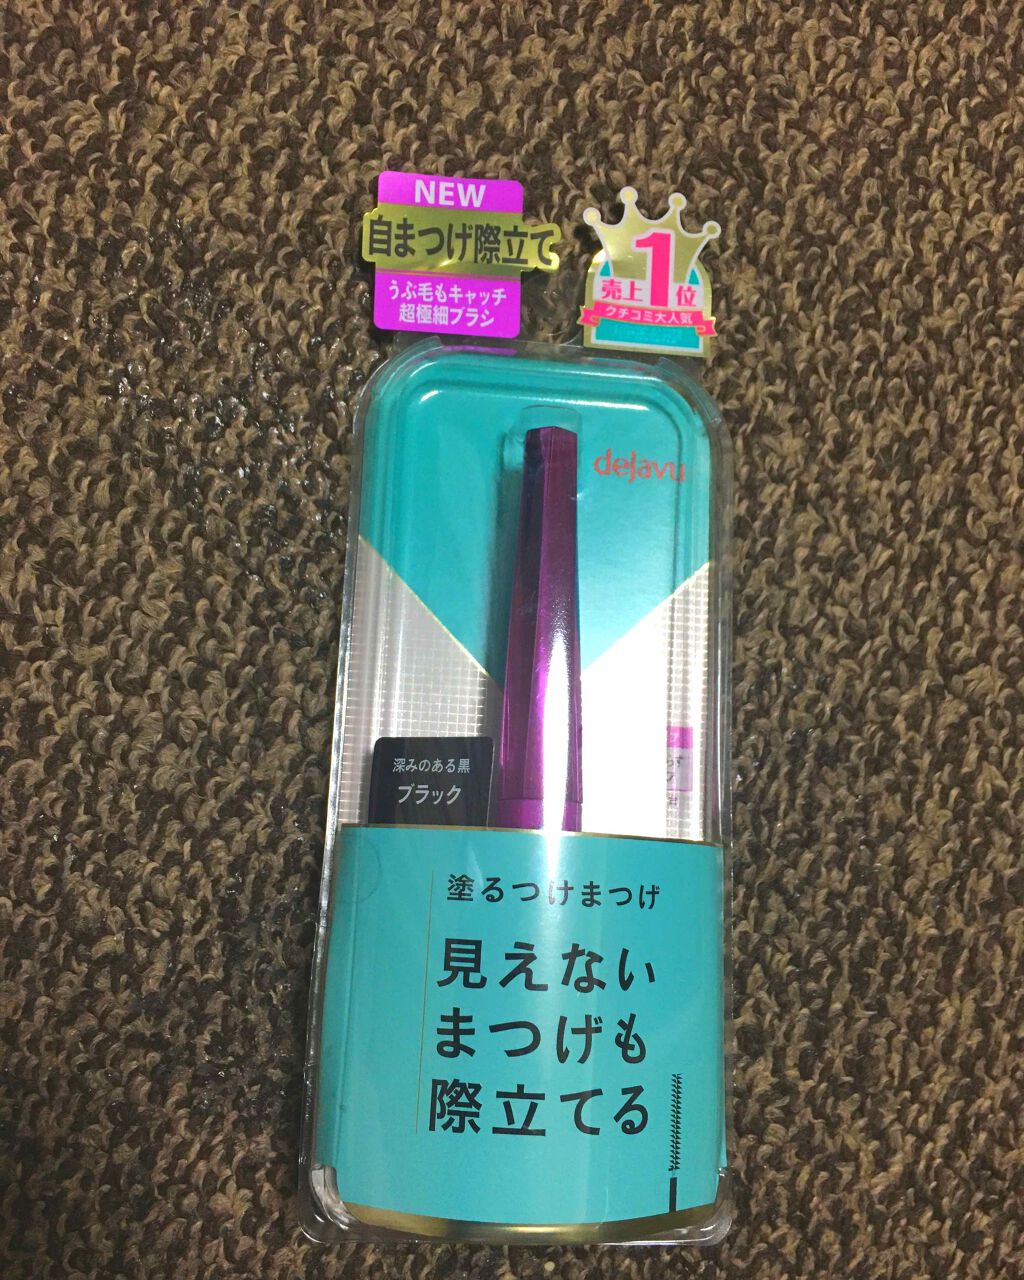 NEW
自まつげ際立て
うぶ毛もキャッチ
超極細ブラシ
売上1位
クチコミ大人気
dejavu
深みのある黒
ブラック
塗るつけまつげ
見えない
まつげも
際立てる